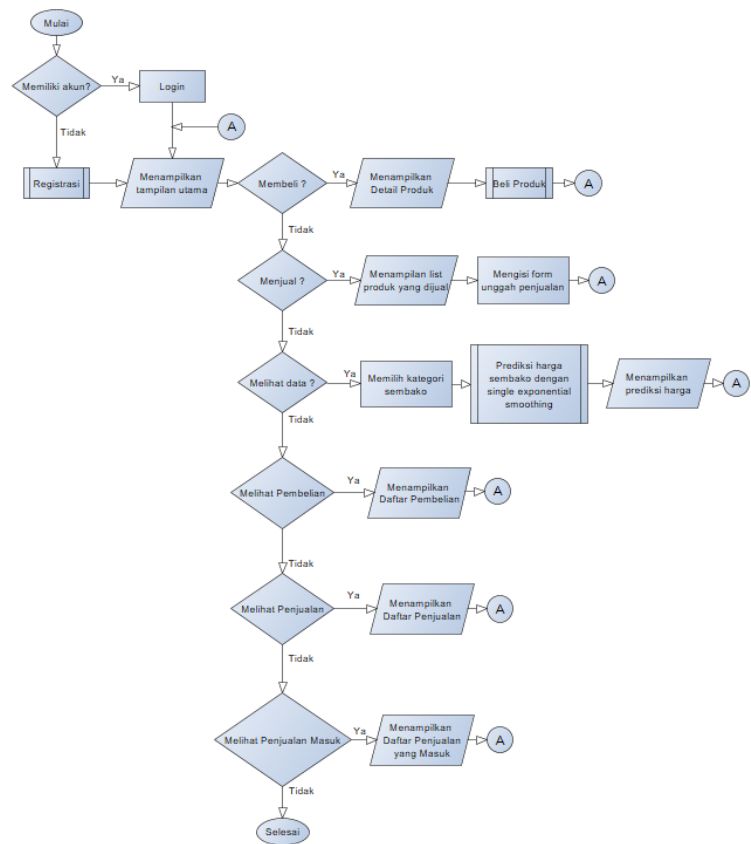 Mulai
Memiliki akun?
Ya
Login
Tidak
A
Registrasi
Menampilkan
tampilan utama
Membeli ?
Ya
Menampilkan
Detail Produk
Beli Produk
A
Tidak
Menjual ?
Ya
Menampilan list
produk yang dijual
Mengisi form
unggah penjualan
A
Tidak
Melihat data ?
Ya
Memilih kategori
sembako
Prediksi harga
sembako dengan
single exponential
smoothing
Menampilkan
prediksi harga
A
Tidak
Melihat Pembelian
Ya
Menampilkan
Daftar Pembelian
A
Tidak
Melihat Penjualan
Ya
Menampilkan
Daftar Penjualan
A
Tidak
Melihat Penjualan Masuk
Ya
Menampilkan
Daftar Penjualan
yang Masuk
A
Tidak
Selesai